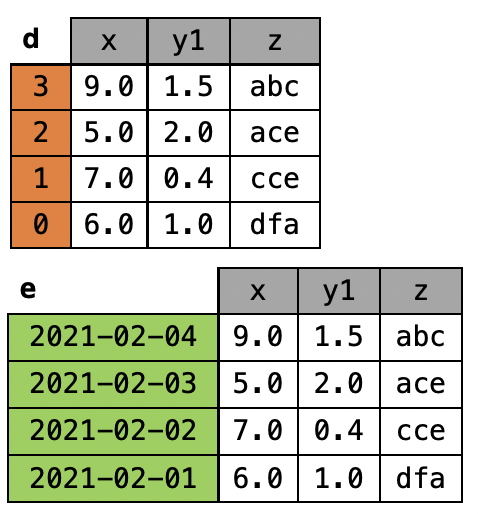 d x y1 z
3 9.0 1.5 abc
2 5.0 2.0 ace
1 7.0 0.4 cce
0 6.0 1.0 dfa
e x y1 z
2021-02-04 9.0 1.5 abc
2021-02-03 5.0 2.0 ace
2021-02-02 7.0 0.4 cce
2021-02-01 6.0 1.0 dfa